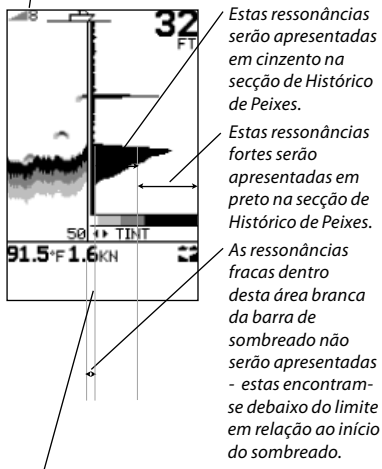 8
32
FT
50 TINT
91.5°F 1.6KN
Estas ressonâncias
serão apresentadas
em cinzento na
secção de Histórico
de Peixes.
Estas ressonâncias
fortes serão
apresentadas em
preto na secção de
Histórico de Peixes.
As ressonâncias
fracas dentro
desta área branca
da barra de
sombreado não
serão apresentadas
- estas encontram-
se debaixo do limite
em relação ao início
do sombreado.